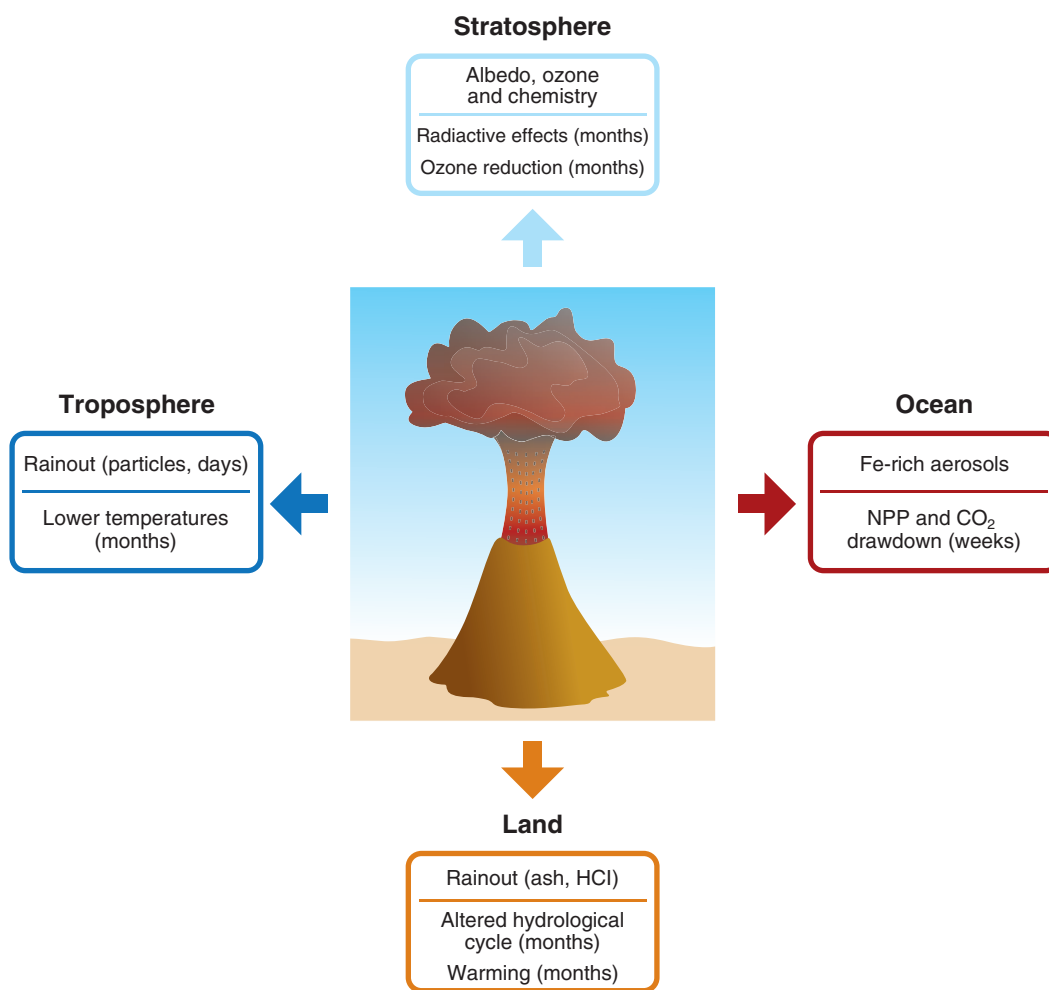 Stratosphere
Albedo, ozone
and chemistry
Radiactive effects (months)
Ozone reduction (months)
Troposphere
Rainout (particles, days)
Lower temperatures
(months)
Ocean
Fe-rich aerosols
NPP and CO₂
drawdown (weeks)
Land
Rainout (ash, HCI)
Altered hydrological
cycle (months)
Warming (months)